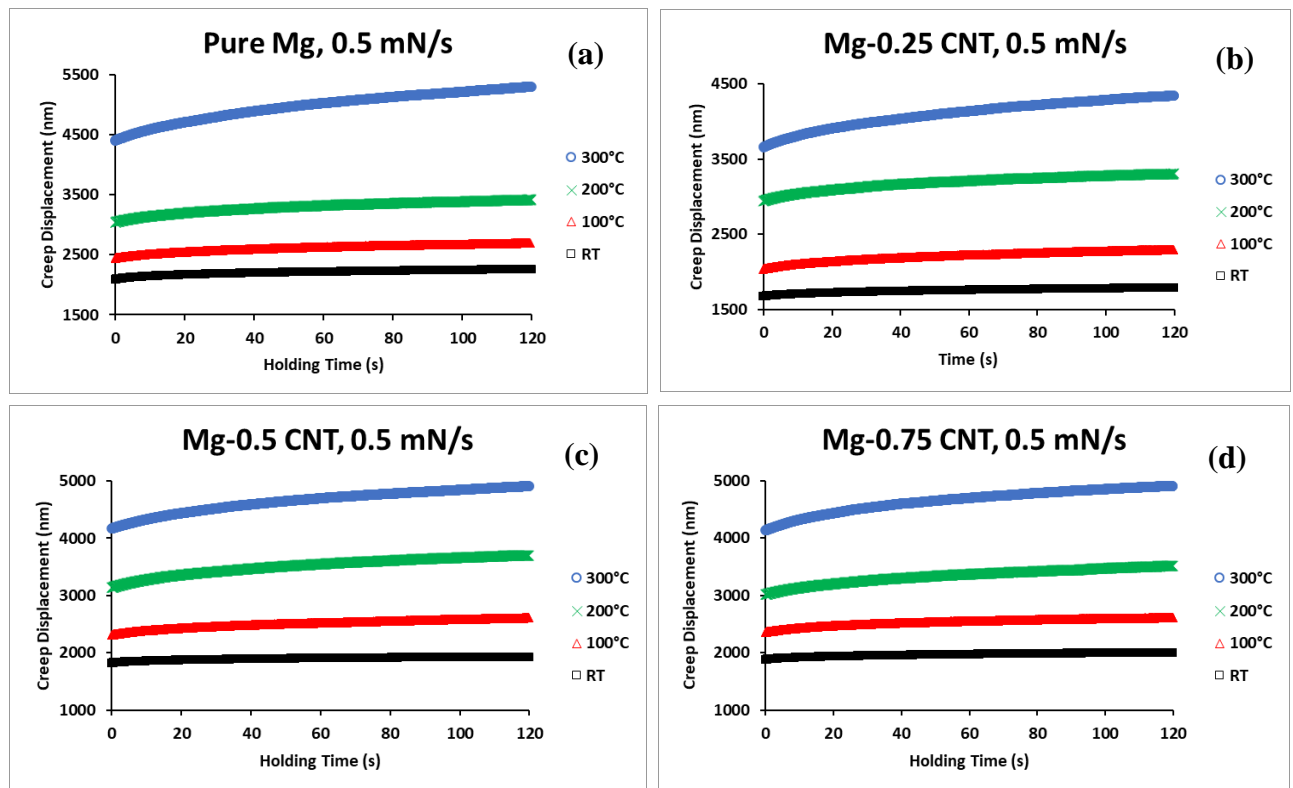 Pure Mg, 0.5 mN/s
(a)
5500
4500
3500
2500
1500
Creep Displacement (nm)
0 20 40 60 80 100 120
Holding Time (s)
300°C
200°C
100°C
RT
Mg-0.25 CNT, 0.5 mN/s
(b)
4500
3500
2500
1500
Creep Displacement (nm)
0 20 40 60 80 100 120
Time (s)
300°C
200°C
100°C
RT
Mg-0.5 CNT, 0.5 mN/s
(c)
5000
4000
3000
2000
1000
Creep Displacement (nm)
0 20 40 60 80 100 120
Holding Time (s)
300°C
200°C
100°C
RT
Mg-0.75 CNT, 0.5 mN/s
(d)
5000
4000
3000
2000
1000
Creep Displacement (nm)
0 20 40 60 80 100 120
Holding Time (s)
300°C
200°C
100°C
RT